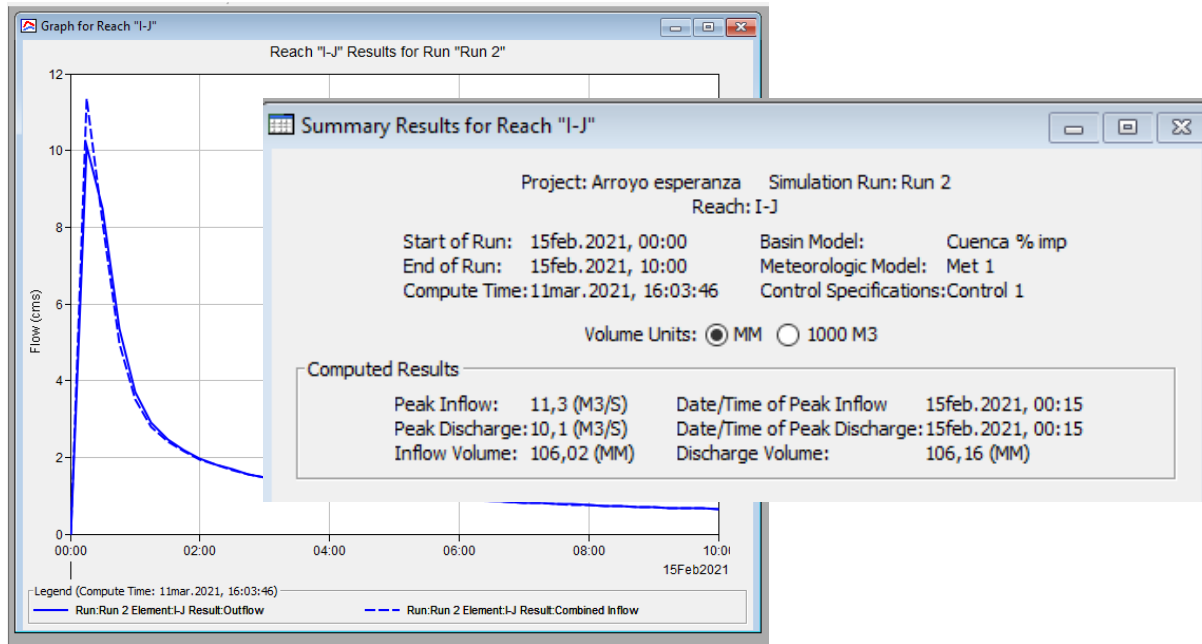 Graph for Reach "I-J"
Reach "I-J" Results for Run "Run 2"
12
10
8
6
4
2
0
Flow (cms)
00:00 02:00 04:00 06:00 08:00 10:0
15Feb2021
Legend (Compute Time: 11mar.2021, 16:03:46)
Run:Run 2 Element:I-J Result:Outflow Run:Run 2 Element:I-J Result:Combined Inflow
Summary Results for Reach "I-J"
Project: Arroyo esperanza Simulation Run: Run 2
Reach: I-J
Start of Run: 15feb.2021, 00:00 Basin Model: Cuenca % imp
End of Run: 15feb.2021, 10:00 Meteorologic Model: Met 1
Compute Time:11mar.2021, 16:03:46 Control Specifications:Control 1
Volume Units: MM 1000 M3
Computed Results
Peak Inflow: 11,3 (M3/S) Date/Time of Peak Inflow 15feb.2021, 00:15
Peak Discharge:10,1 (M3/S) Date/Time of Peak Discharge:15feb.2021, 00:15
Inflow Volume: 106,02 (MM) Discharge Volume: 106,16 (MM)